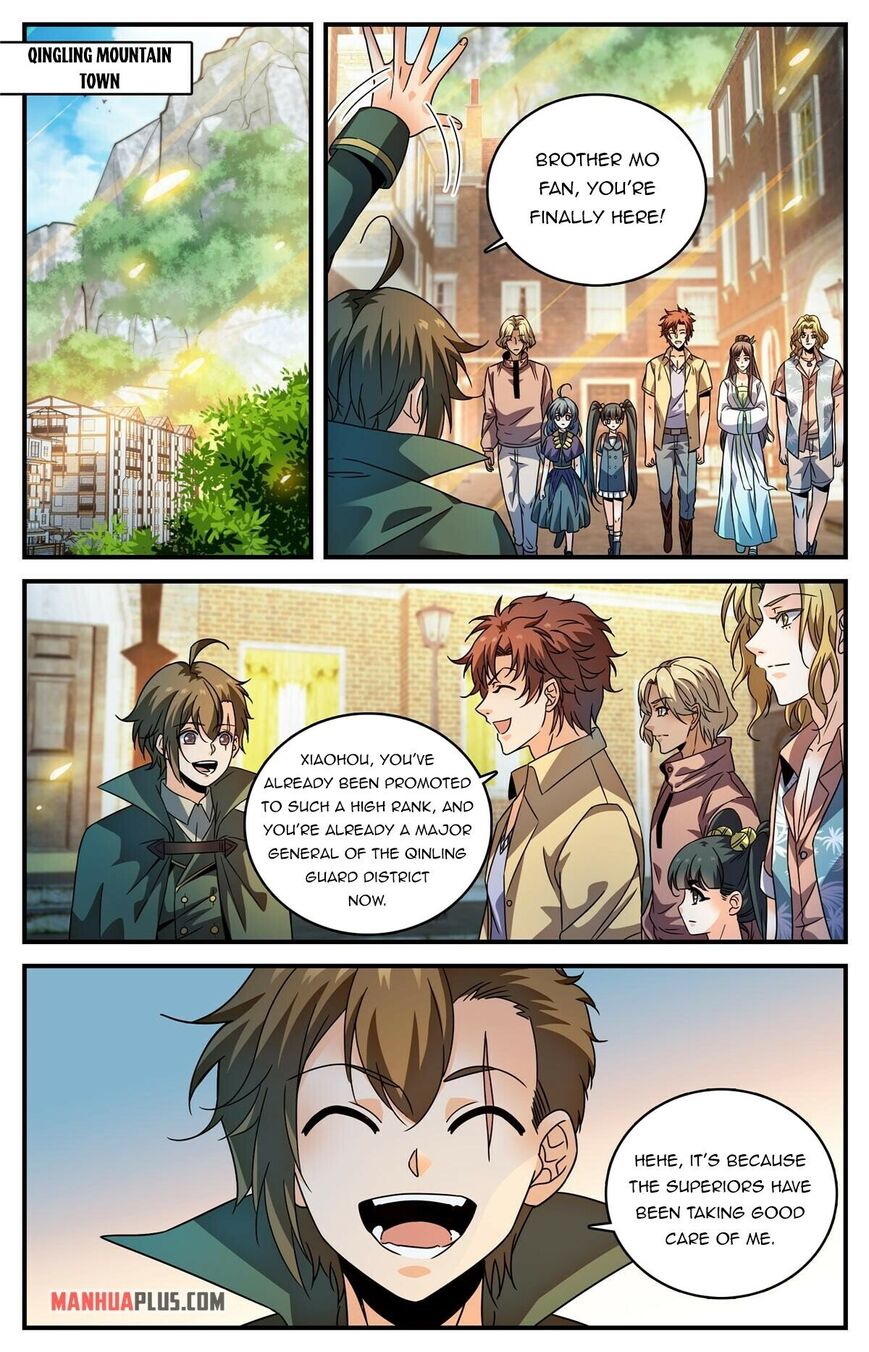 QINGLING MOUNTAIN
TOWN
BROTHER MO
FAN, YOU'RE
FINALLY HERE!
XIAOHOU, YOU'VE
ALREADY BEEN PROMOTED
TO SUCH A HIGH RANK, AND
YOU'RE ALREADY A MAJOR
GENERAL OF THE QINLING
GUARD DISTRICT
NOW.
HEHE, IT'S BECAUSE
THE SUPERIORS HAVE
BEEN TAKING GOOD
CARE OF ME.
MANHUAPLUS.COM